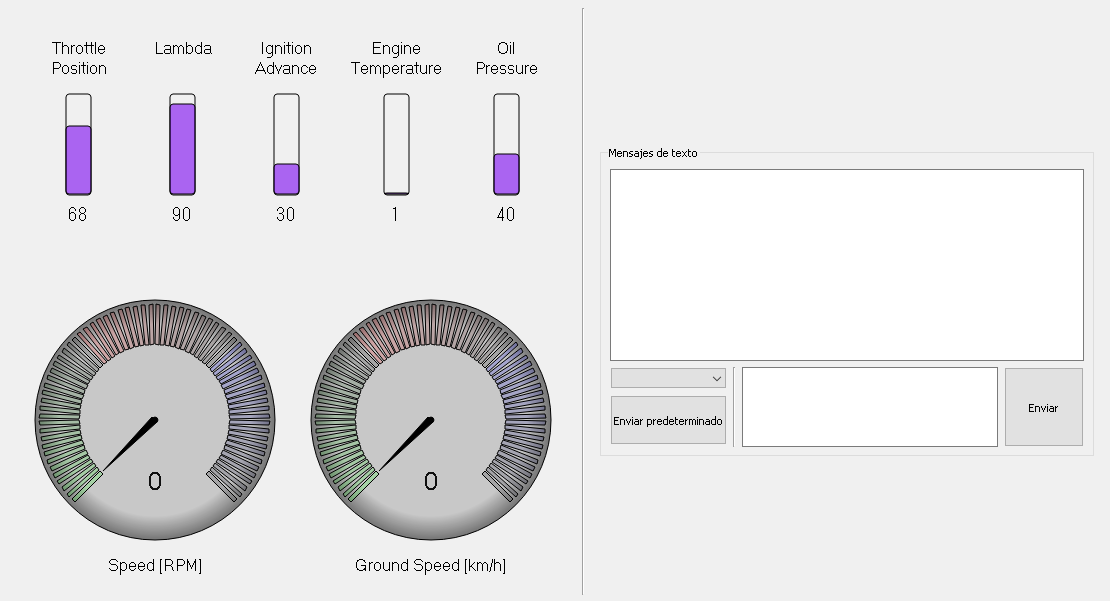 Throttle
Position
Lambda
Ignition
Advance
Engine
Temperature
Oil
Pressure
68
90
30
1
40
0
0
Speed [RPM]
Ground Speed [km/h]
Mensajes de texto
Enviar predeterminado
Enviar